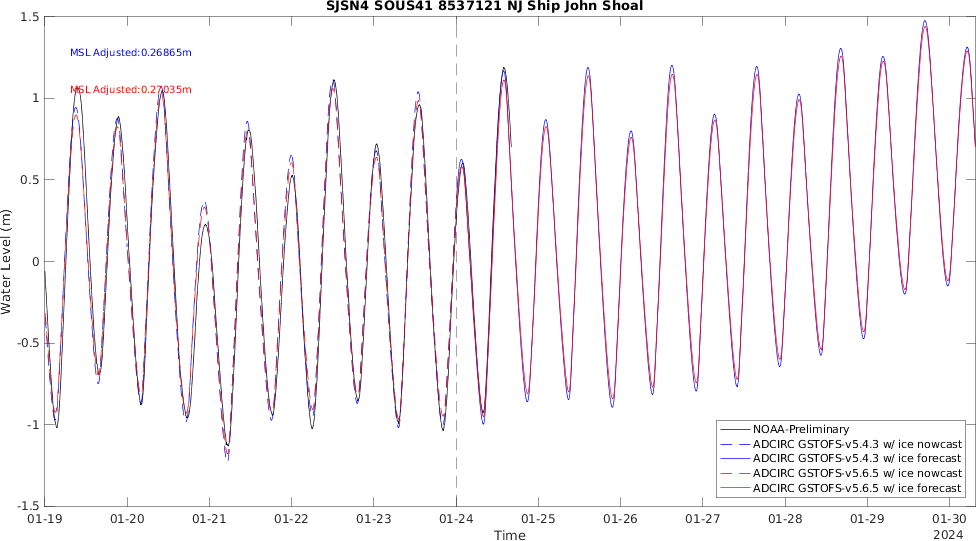 SJSN4 SOUS41 8537121 NJ Ship John Shoal
MSL Adjusted:0.26865m
MSL Adjusted:0.27035m
1.5
1
0.5
0
-0.5
-1
-1.5
Water Level (m)
NOAA-Preliminary
ADCIRC GSTOFS-v5.4.3 w/ ice nowcast
ADCIRC GSTOFS-v5.4.3 w/ ice forecast
ADCIRC GSTOFS-v5.6.5 w/ ice nowcast
ADCIRC GSTOFS-v5.6.5 w/ ice forecast
01-19 01-20 01-21 01-22 01-23 01-24 01-25 01-26 01-27 01-28 01-29 01-30
Time
2024